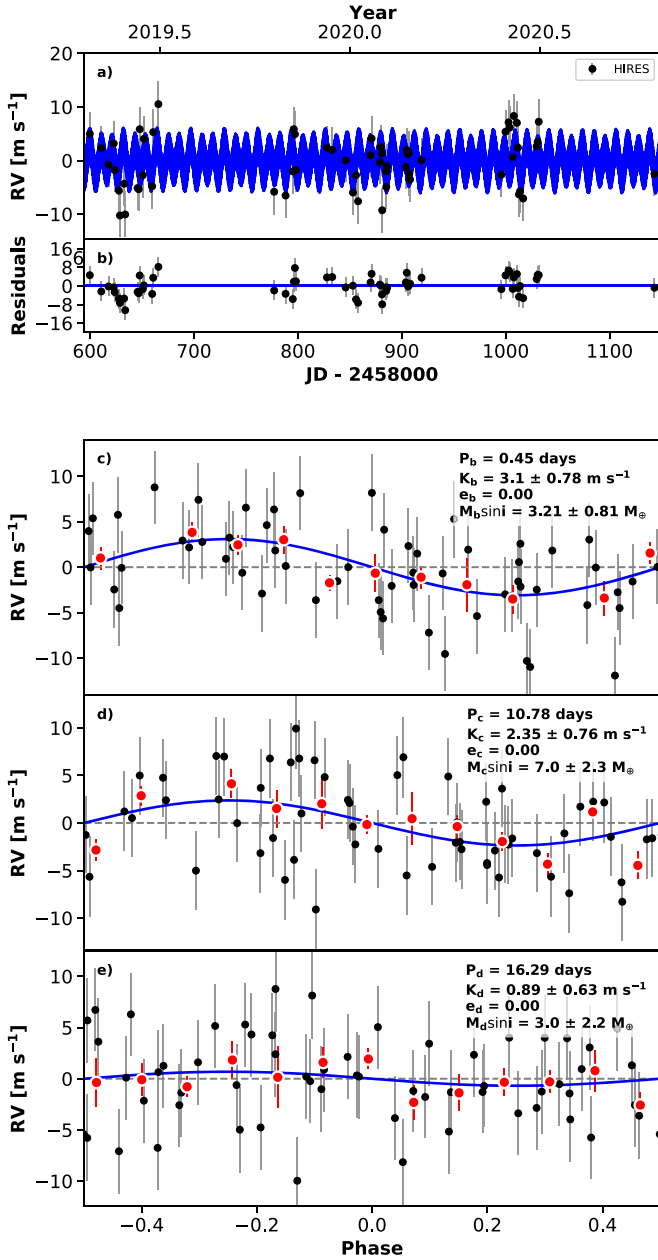 Year
2019.5 2020.0 2020.4
a)
HIRES
20
10
0
−10
RV [m s⁻¹]
b)
16
8
6
0
−8
−16
Residuals
600 700 800 900 1000 1100
JD - 2458000
c)
P_b = 0.45 days
K_b = 3.1 ± 0.78 m s⁻¹
e_b = 0.00
M_b sini = 3.21 ± 0.81 M⊕
10
5
0
−5
−10
RV [m s⁻¹]
d)
P_c = 10.78 days
K_c = 2.35 ± 0.76 m s⁻¹
e_c = 0.00
M_c sini = 7.0 ± 2.3 M⊕
10
5
0
−5
−10
RV [m s⁻¹]
e)
P_d = 16.29 days
K_d = 0.89 ± 0.63 m s⁻¹
e_d = 0.00
M_d sini = 3.0 ± 2.2 M⊕
10
5
0
−5
−10
RV [m s⁻¹]
−0.4 −0.2 0.0 0.2 0.4
Phase